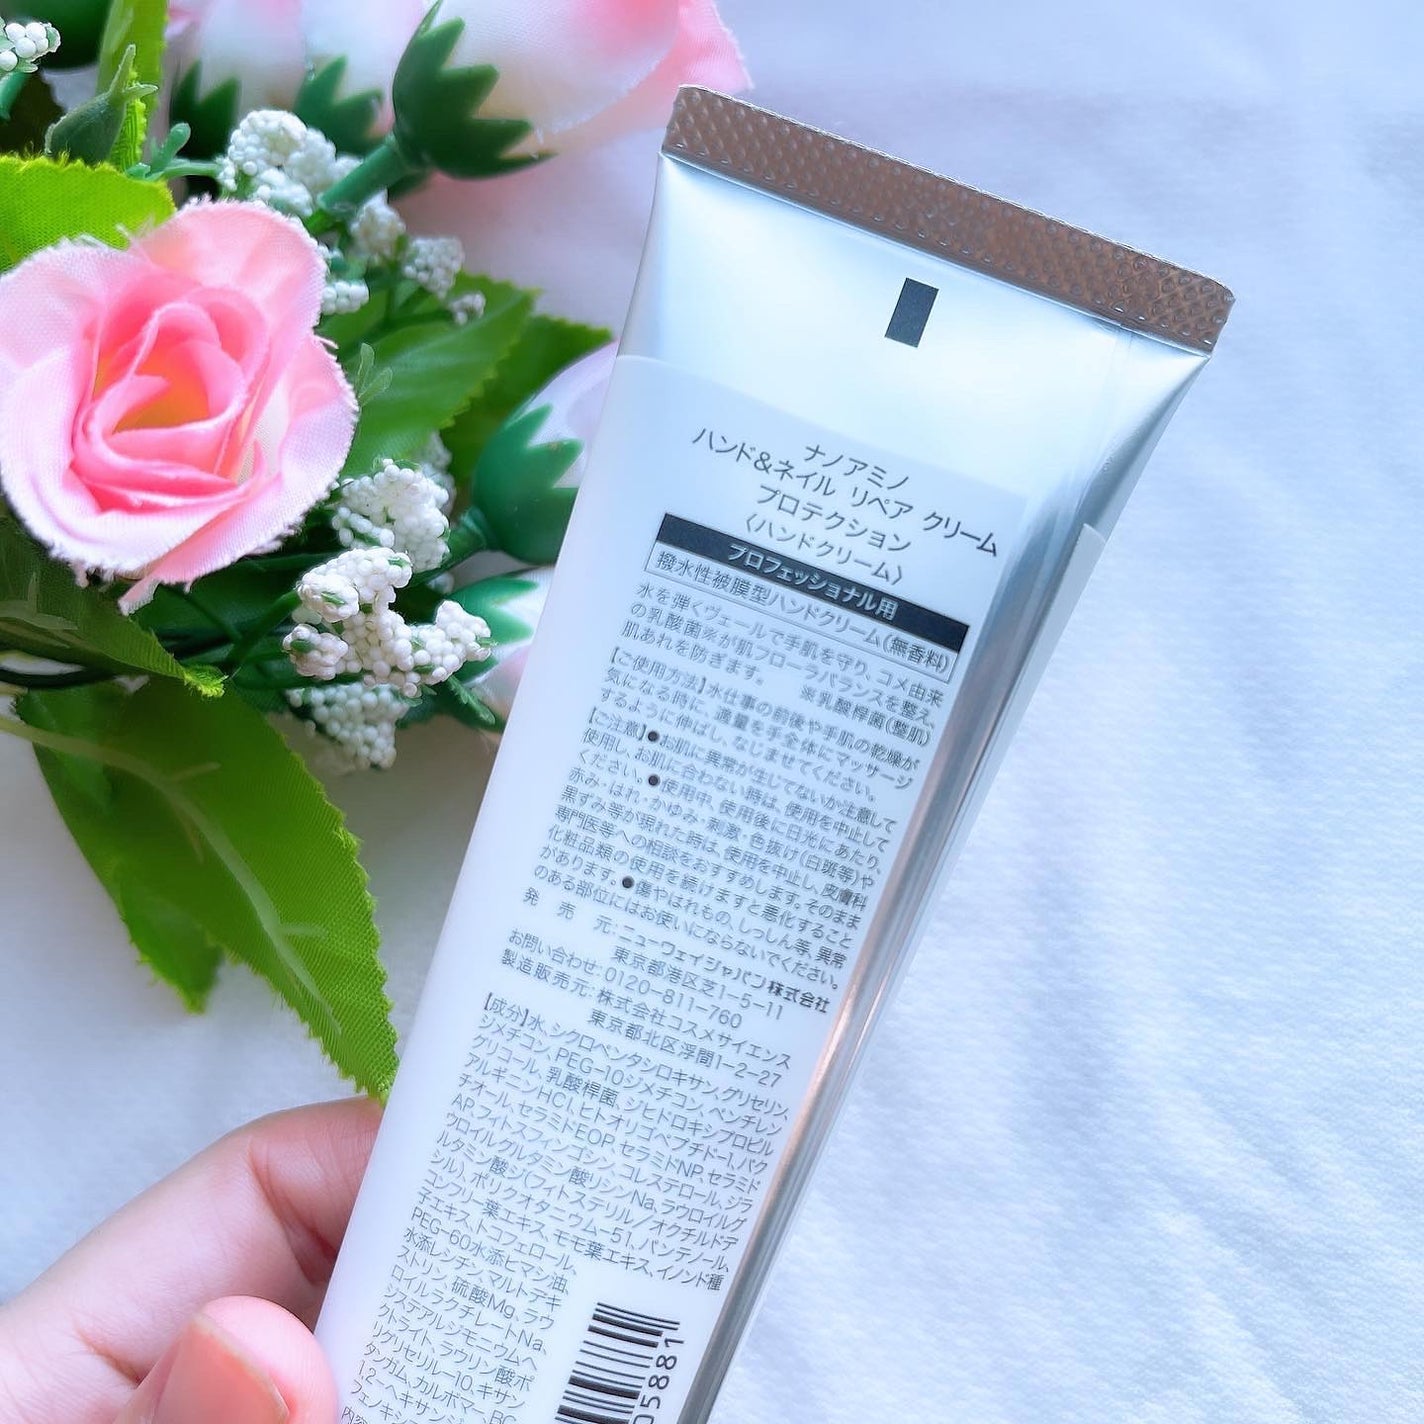 ナノアミノ
ハンド&ネイル リペア クリーム
プロテクション
〈ハンドクリーム〉
プロフェッショナル用
撥水性被膜型ハンドクリーム(無香料)
水を弾くヴェールで手肌を守り、コメ由来
の乳酸菌※が肌フローラバランスを整え、
肌あれを防ぎます。 ※乳酸桿菌(整肌)
【ご使用方法】水仕事の前後や手肌の乾燥が
気になる時に、適量を手全体にマッサージ
するように伸ばし、なじませてください。
【ご注意】●お肌に異常が生じてないか注意して
使用し、お肌に合わない時は、使用を中止して
ください。●使用中、使用後に日光にあたり、
赤み・はれ・かゆみ・刺激・色抜け(白斑等)や
黒ずみ等が現れた時は、使用を中止し、皮膚科
専門医等への相談をおすすめします。そのまま
化粧品類の使用を続けますと悪化すること
があります。●傷やはれもの、しっしん等、異常
のある部位にはお使いにならないでください。
発 売 元:ニューウェイジャパン株式会社
東京都港区芝1-5-11
お問い合わせ:0120-811-760
製造販売元:株式会社コスメサイエンス
東京都北区浮間1-2-27
【成分】水、シクロペンタシロキサン、グリセリン、
ジメチコン、PEG-10ジメチコン、ペンチレン
グリコール、乳酸桿菌、ジヒドロキシプロピル
アルギニンHCl、ヒトオリゴペプチド-1、バク
チオール、セラミドEOP、セラミドNP、セラミド
AP、フィトスフィンゴシン、コレステロール、ジラ
ウロイルグルタミン酸リシンNa、ラウロイルグ
ルタミン酸ジ(フィトステリル/オクチルドデ
シル)、ポリクオタニウム-51、パンテノール、
コンフリー葉エキス、モモ葉エキス、イノンド種
子エキス、トコフェロール、
PEG-60水添ヒマシ油、
水添レシチン、マルトデキ
ストリン、硫酸Mg、ラウ
ロイルラクチレートNa、
ジステアルジモニウムヘ
クトライト、ラウリン酸ポ
リグリセリル-10、キサン
タンガム、カルボマー、BG、
1,2-ヘキサンジ
フェノキシ
内容
05881